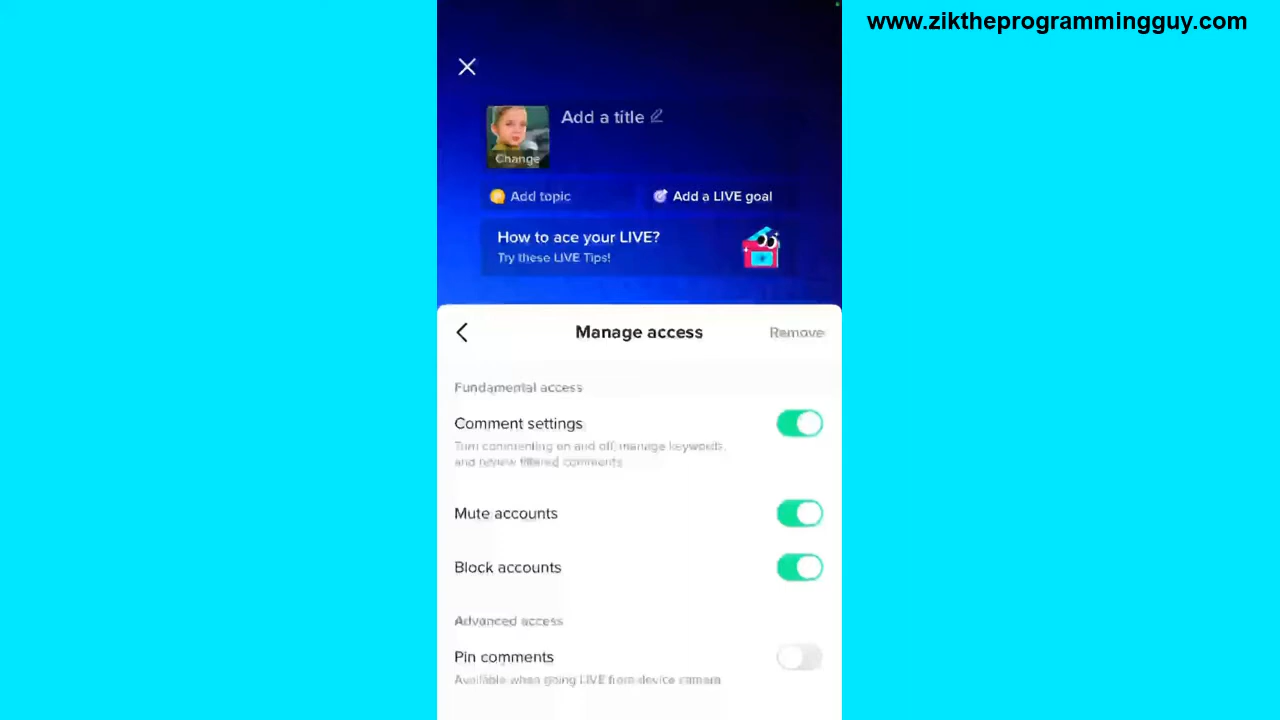 www.ziktheprogrammingguy.com
Add a title
Change
Add topic
Add a LIVE goal
How to ace your LIVE?
Try these LIVE Tips!
Manage access
Remove
Fundamental access
Comment settings
Turn commenting on and off, manage keywords,
and review filtered comments
Mute accounts
Block accounts
Advanced access
Pin comments
Available when going LIVE from device camera